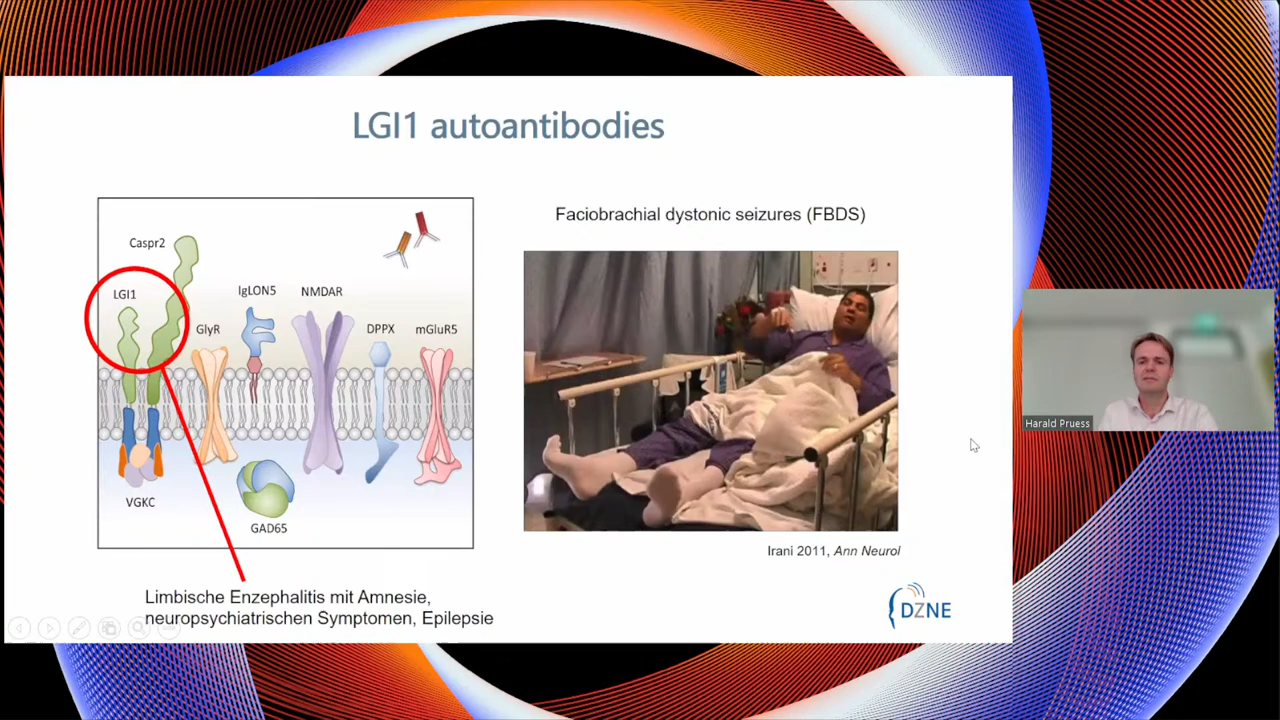 LGI1 autoantibodies
Faciobrachial dystonic seizures (FBDS)
Caspr2
LGI1
IgLON5
NMDAR
GlyR
DPPX
mGluR5
VGKC
GAD65
Irani 2011, Ann Neurol
Limbische Enzephalitis mit Amnesie,
neuropsychiatrischen Symptomen, Epilepsie
DZNE
Harald Pruess